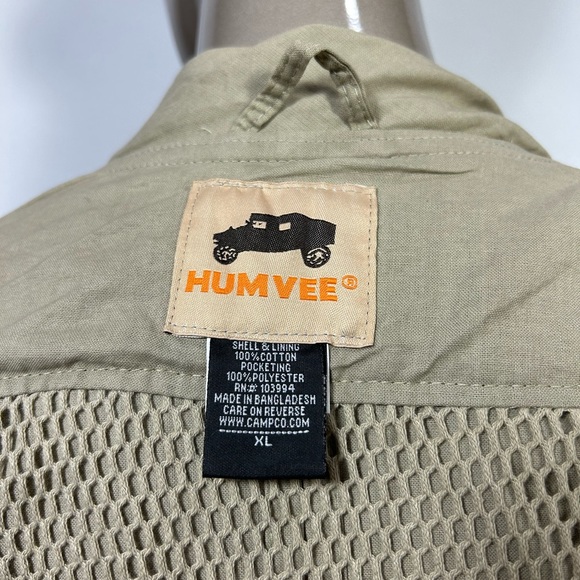 HUMVEE®
SHELL & LINING
100%COTTON
POCKETING
100%POLYESTER
RN#: 103994
MADE IN BANGLADESH
CARE ON REVERSE
WWW.CAMPCO.COM
XL